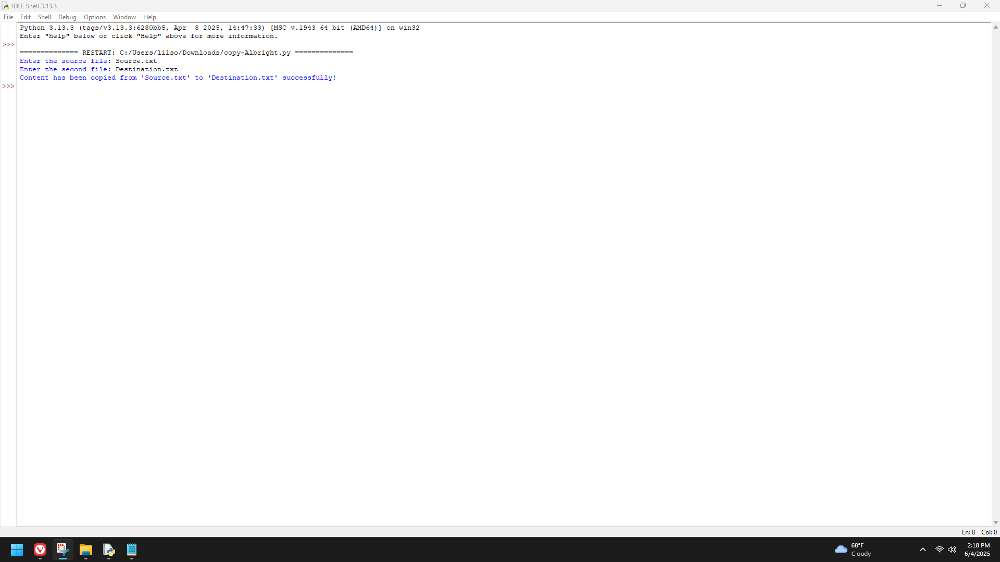 IDLE Shell 3.13.3
File Edit Shell Debug Options Window Help
Python 3.13.3 (tags/v3.13.3:6280bb5, Apr  8 2025, 14:47:33) [MSC v.1943 64 bit (AMD64)] on win32
Enter "help" below or click "Help" above for more information.
>>>
============== RESTART: C:/Users/lilso/Downloads/copy-Albright.py ==============
Enter the source file: Source.txt
Enter the second file: Destination.txt
Content has been copied from 'Source.txt' to 'Destination.txt' successfully!
>>>
Ln: 8 Col: 0
68°F
Cloudy
2:18 PM
6/4/2025